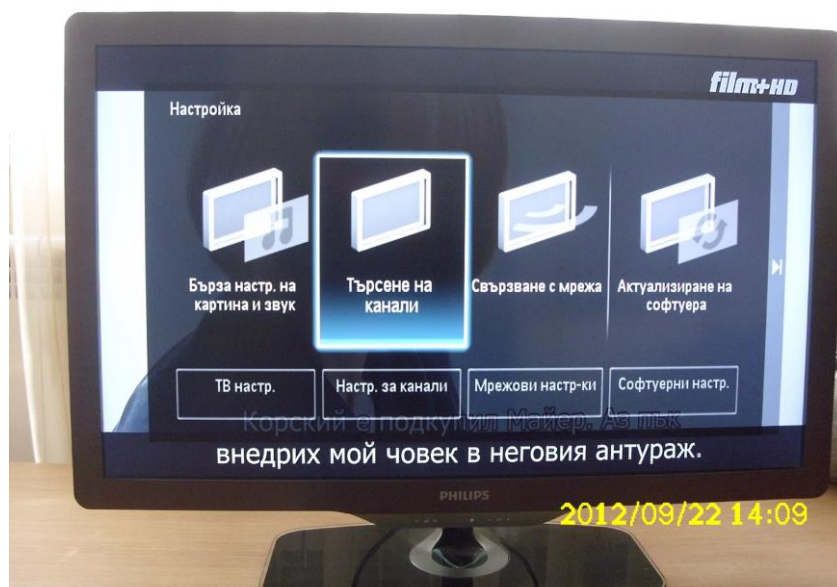 film+HD
Настройка
Бърза настр. на
картина и звук
Търсене на
канали
Свързване с мрежа
Актуализиране на
софтуера
ТВ настр.
Настр. за канали
Мрежови настр-ки
Софтуерни настр.
Корский е подкупил Майер. Аз пък
внедрих мой човек в неговия антураж.
PHILIPS
2012/09/22 14:09